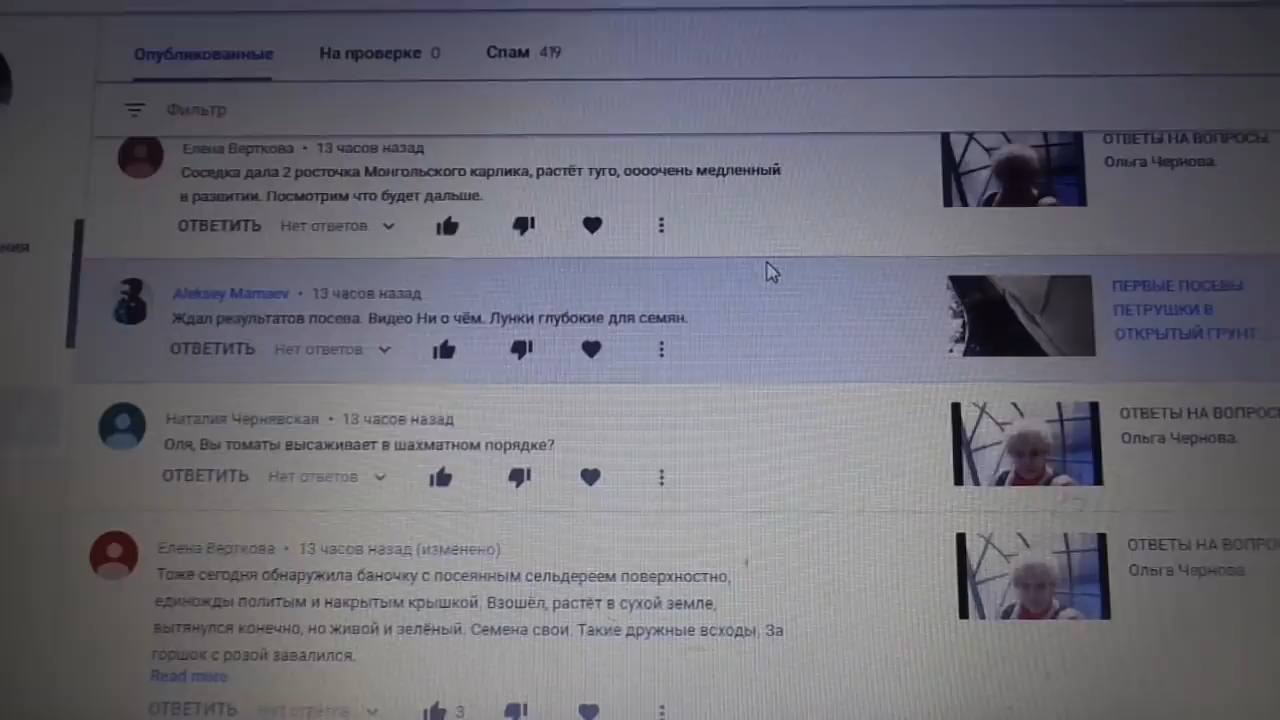 Опубликованные На проверке 0 Спам 419
Фильтр
Елена Верткова • 13 часов назад
Соседка дала 2 росточка Монгольского карлика, растёт туго, оооочень медленный
в развитии. Посмотрим что будет дальше.
ОТВЕТИТЬ Нет ответов
ОТВЕТЫ НА ВОПРОСЫ.
Ольга Чернова.
ния
Aleksey Mamaev • 13 часов назад
Ждал результатов посева. Видео Ни о чём. Лунки глубокие для семян.
ОТВЕТИТЬ Нет ответов
ПЕРВЫЕ ПОСЕВЫ
ПЕТРУШКИ В
ОТКРЫТЫЙ ГРУНТ...
Наталия Чернявская • 13 часов назад
Оля, Вы томаты высаживает в шахматном порядке?
ОТВЕТИТЬ Нет ответов
ОТВЕТЫ НА ВОПРОС
Ольга Чернова.
Елена Верткова • 13 часов назад (изменено)
Тоже сегодня обнаружила баночку с посеянным сельдереем поверхностно,
единожды политым и накрытым крышкой. Взошёл, растёт в сухой земле,
вытянулся конечно, но живой и зелёный. Семена свои. Такие дружные всходы. За
горшок с розой завалился.
Read more
ОТВЕТИТЬ Нет ответов 3
ОТВЕТЫ НА ВОПРО
Ольга Чернова.